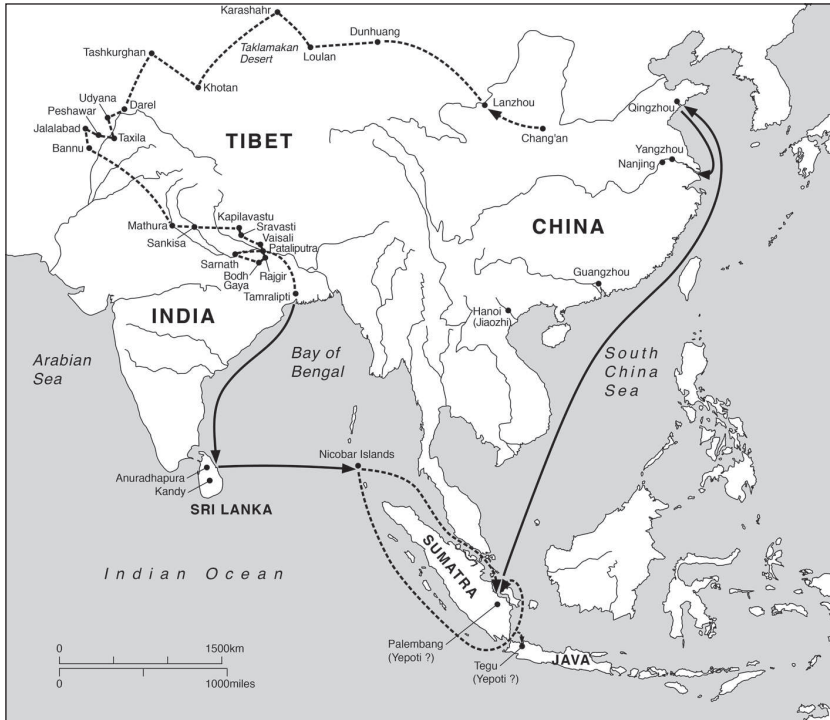 Karashahr
Dunhuang
Taklamakan
Desert
Loulan
Tashkurghan
Khotan
Lanzhou
Chang'an
Qingzhou
Udyana
Darel
Peshawar
Jalalabad
Taxila
Bannu
TIBET
Yangzhou
Nanjing
CHINA
Kapilavastu
Sravasti
Vaisali
Mathura
Sankisa
Pataliputra
Sarnath
Bodh
Gaya
Rajgir
Tamralipti
Guangzhou
Hanoi
(Jiaozhi)
INDIA
Arabian
Sea
Bay of
Bengal
South
China
Sea
Nicobar Islands
Anuradhapura
Kandy
SRI LANKA
SUMATRA
Indian Ocean
Palembang
(Yepoti ?)
Tegu
(Yepoti ?)
JAVA
0 1500km
0 1000miles